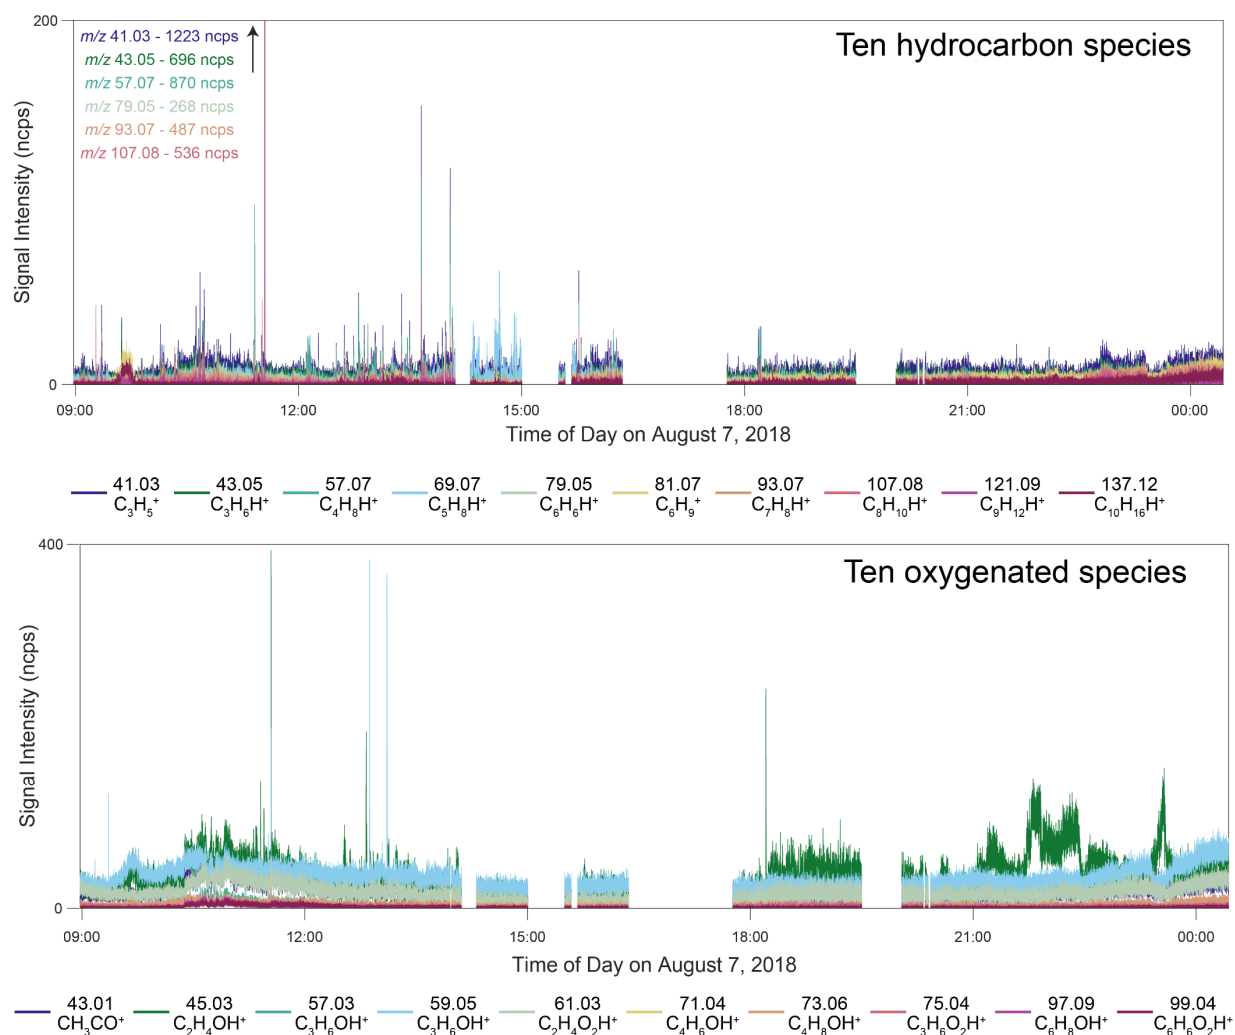 200
m/z 41.03 - 1223 ncps
m/z 43.05 - 696 ncps
m/z 57.07 - 870 ncps
m/z 79.05 - 268 ncps
m/z 93.07 - 487 ncps
m/z 107.08 - 536 ncps
Ten hydrocarbon species
Signal Intensity (ncps)
0
09:00 12:00 15:00 18:00 21:00 00:00
Time of Day on August 7, 2018
41.03 43.05 57.07 69.07 79.05 81.07 93.07 107.08 121.09 137.12
C₃H₅⁺ C₃H₆H⁺ C₄H₈H⁺ C₅H₈H⁺ C₆H₆H⁺ C₆H₉⁺ C₇H₈H⁺ C₈H₁₀H⁺ C₉H₁₂H⁺ C₁₀H₁₆H⁺
400
Ten oxygenated species
Signal Intensity (ncps)
0
09:00 12:00 15:00 18:00 21:00 00:00
Time of Day on August 7, 2018
43.01 45.03 57.03 59.05 61.03 71.04 73.06 75.04 97.09 99.04
CH₃CO⁺ C₂H₄OH⁺ C₃H₆OH⁺ C₃H₆OH⁺ C₂H₄O₂H⁺ C₄H₆OH⁺ C₄H₈OH⁺ C₃H₆O₂H⁺ C₆H₈OH⁺ C₆H₆O₂H⁺